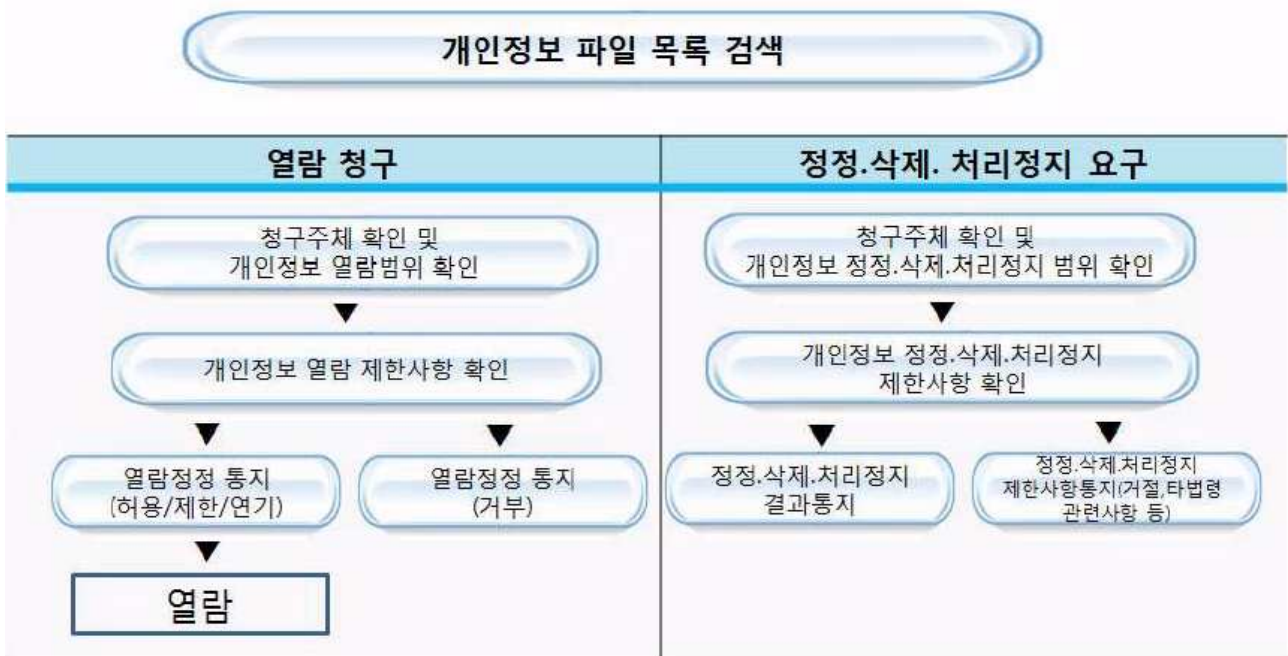 개인정보 파일 목록 검색
열람 청구
청구주체 확인 및
개인정보 열람범위 확인
개인정보 열람 제한사항 확인
열람정정 통지
(허용/제한/연기)
열람정정 통지
(거부)
열람
정정.삭제. 처리정지 요구
청구주체 확인 및
개인정보 정정.삭제.처리정지 범위 확인
개인정보 정정.삭제.처리정지
제한사항 확인
정정.삭제.처리정지
결과통지
정정.삭제.처리정지
제한사항통지(거절,타법령
관련사항 등)